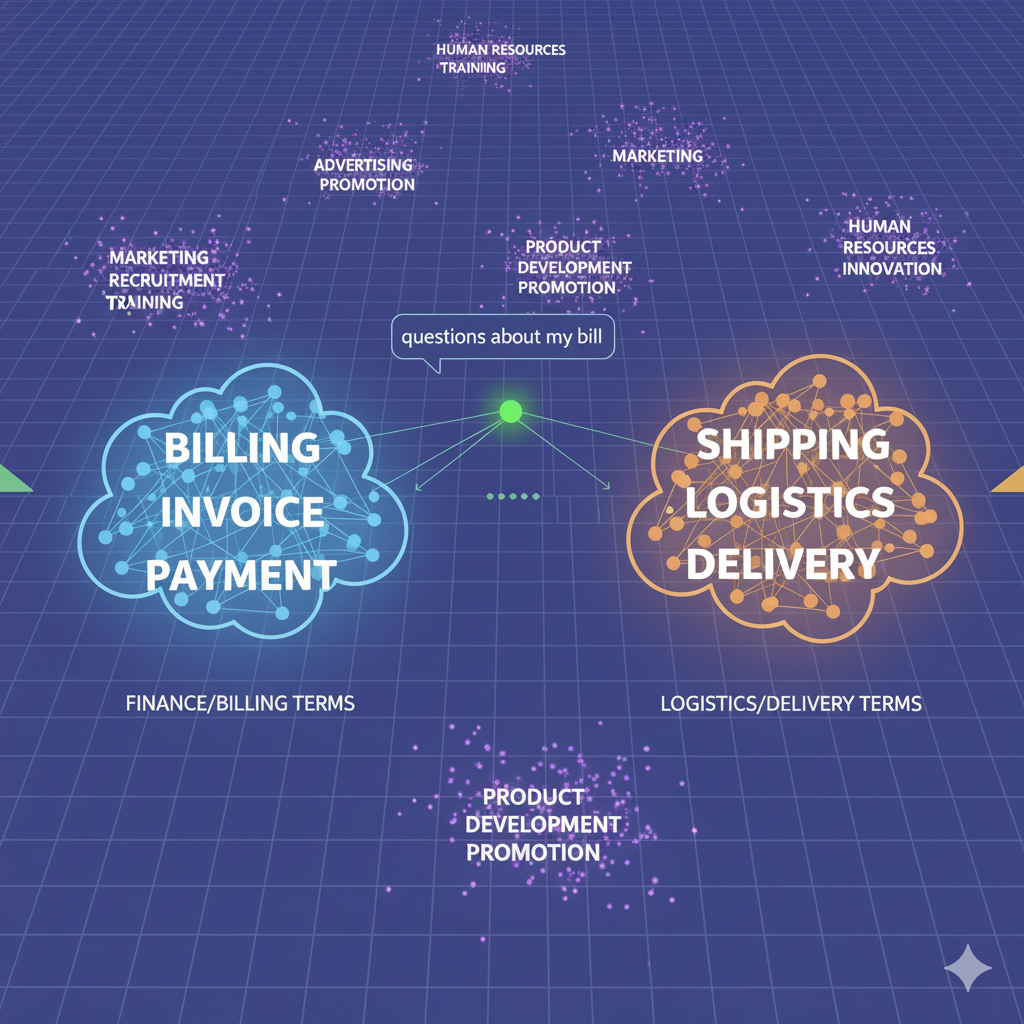 HUMAN RESOURCES
TRAINIING
ADVERTISING
PROMOTION
MARKETING
MARKETING
RECRUITMENT
TRAINING
PRODUCT
DEVELOPMENT
PROMOTION
HUMAN
RESOURCES
INNOVATION
questions about my bill
BILLING
INVOICE
PAYMENT
SHIPPING
LOGISTICS
DELIVERY
FINANCE/BILLING TERMS
LOGISTICS/DELIVERY TERMS
PRODUCT
DEVELOPMENT
PROMOTION